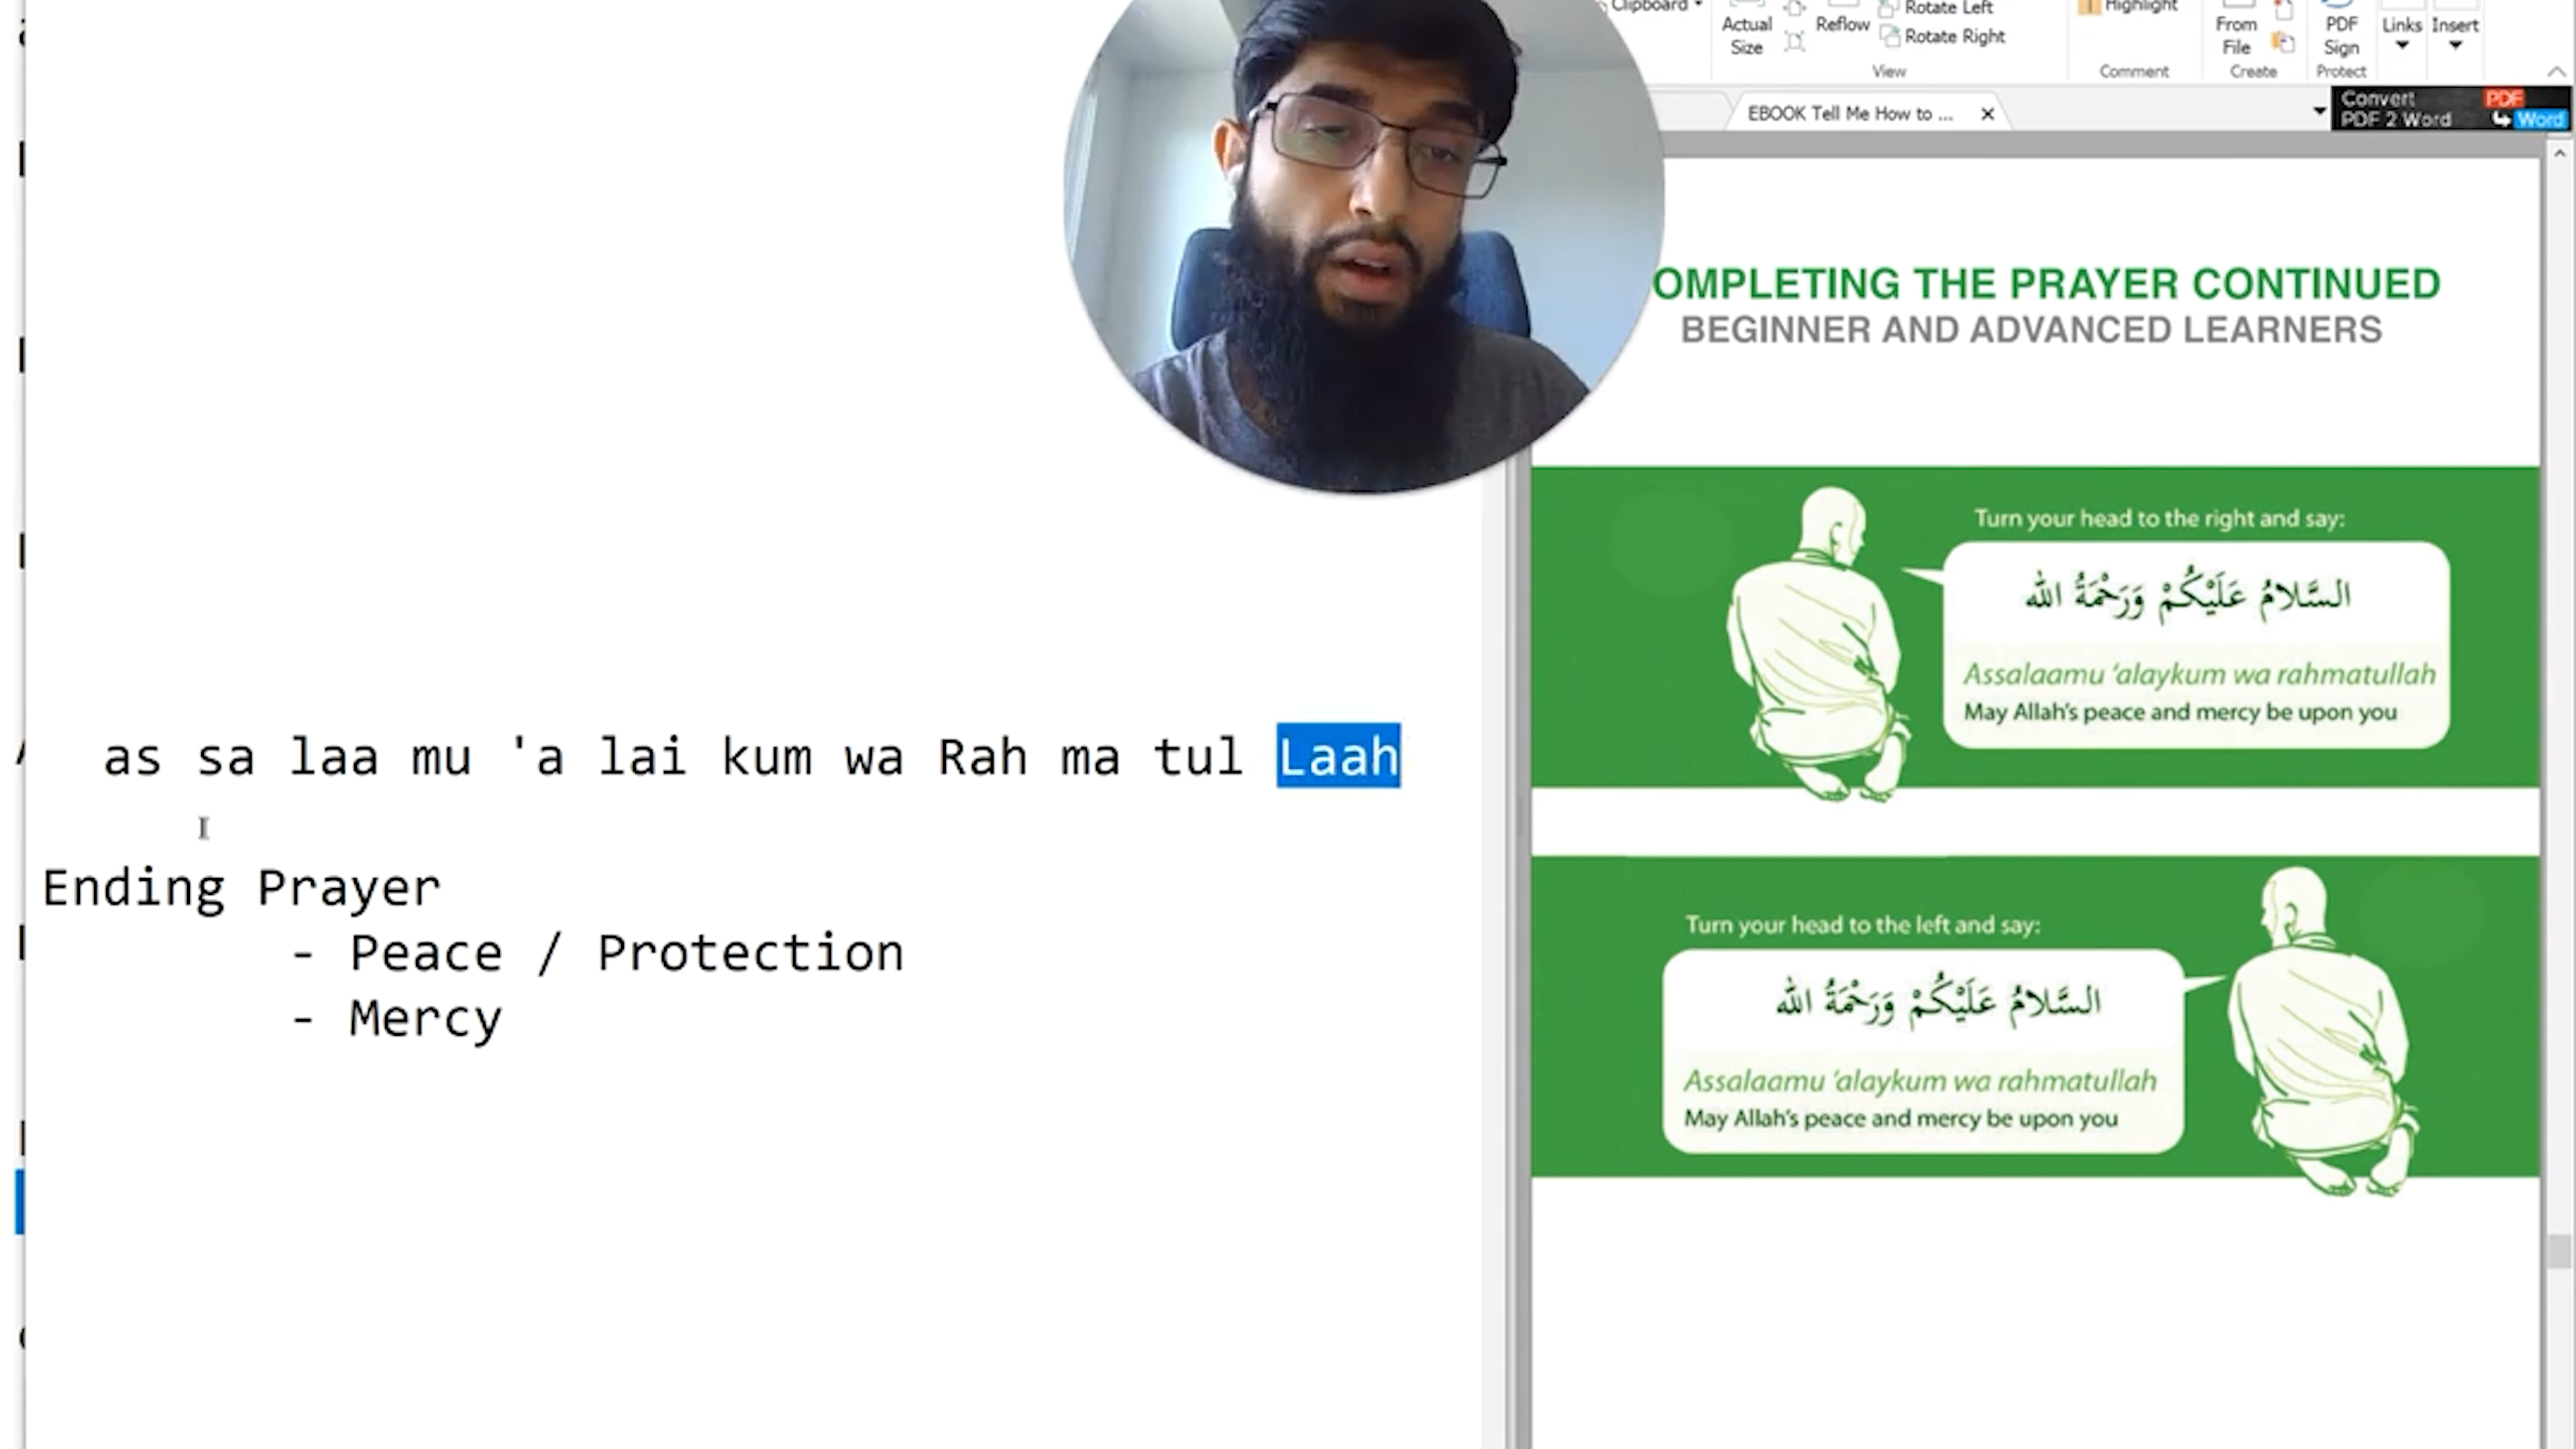 Clipboard
Actual
Size
Reflow
Rotate Left
Rotate Right
View
Highlight
Comment
From
File
Create
PDF
Sign
Protect
Links
Insert
EBOOK Tell Me How to ...
Convert
PDF 2 Word
PDF
Word
OMPLETING THE PRAYER CONTINUED
BEGINNER AND ADVANCED LEARNERS
as sa laa mu 'a lai kum wa Rah ma tul Laah
Ending Prayer
- Peace / Protection
- Mercy
Turn your head to the right and say:
السَّلامُ عَلَيْكُمْ وَرَحْمَةُ الله
Assalaamu ‘alaykum wa rahmatullah
May Allah’s peace and mercy be upon you
Turn your head to the left and say:
السَّلامُ عَلَيْكُمْ وَرَحْمَةُ الله
Assalaamu ‘alaykum wa rahmatullah
May Allah’s peace and mercy be upon you